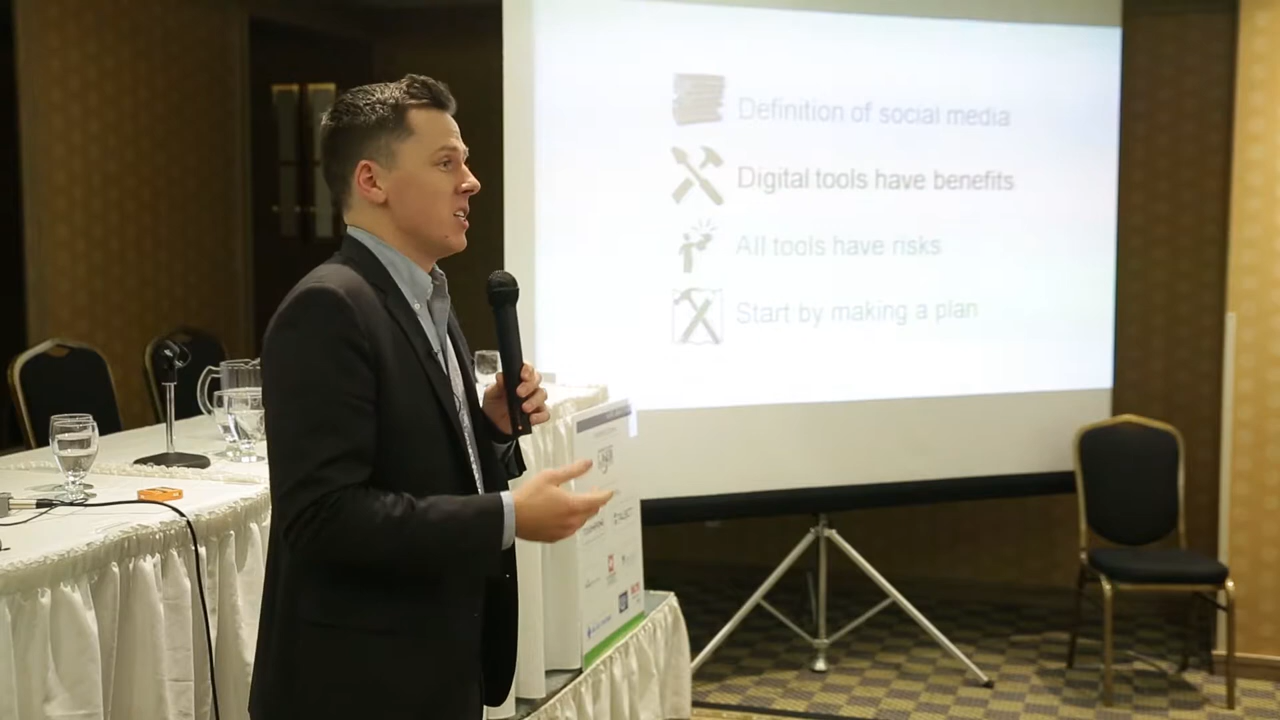 Definition of social media
Digital tools have benefits
All tools have risks
Start by making a plan